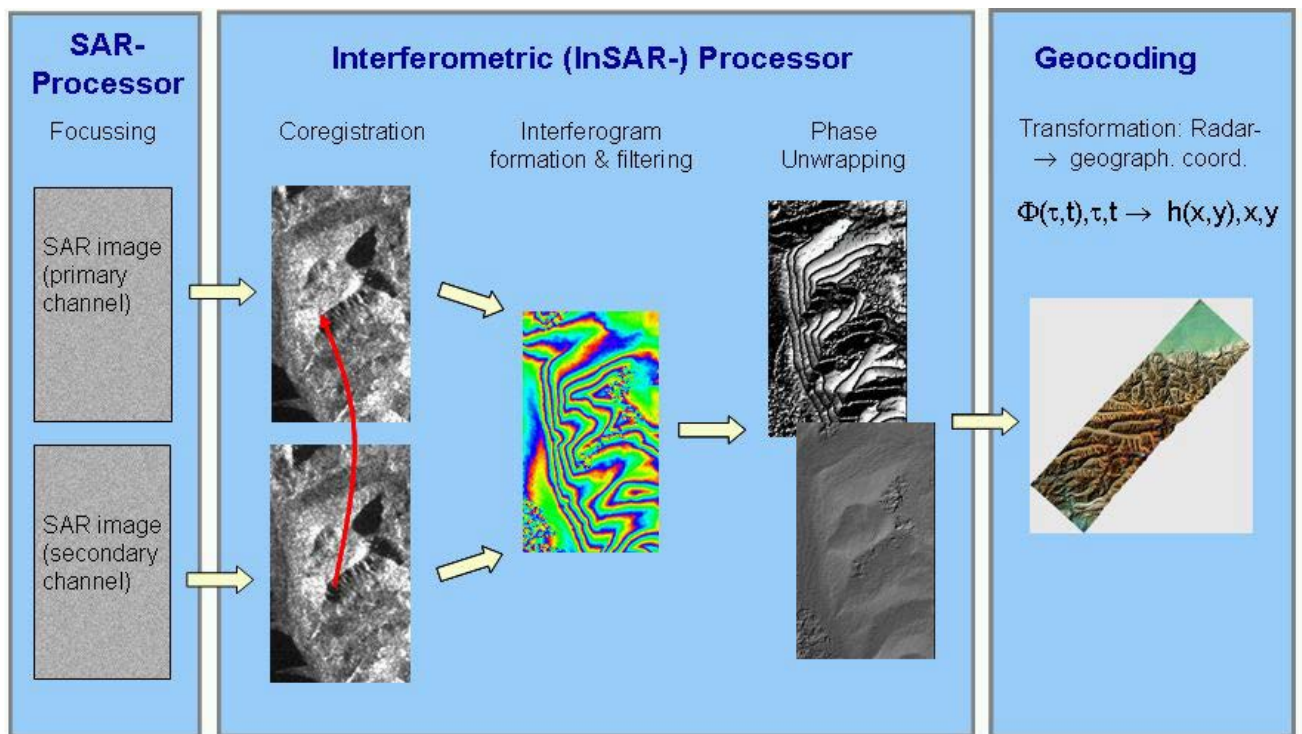 SAR-
Processor
Focussing
SAR image
(primary
channel)
SAR image
(secondary
channel)
Interferometric (InSAR-) Processor
Coregistration
Interferogram
formation & filtering
Phase
Unwrapping
Geocoding
Transformation: Radar-
→ geograph. coord.
Φ(τ,t),τ,t → h(x,y),x,y